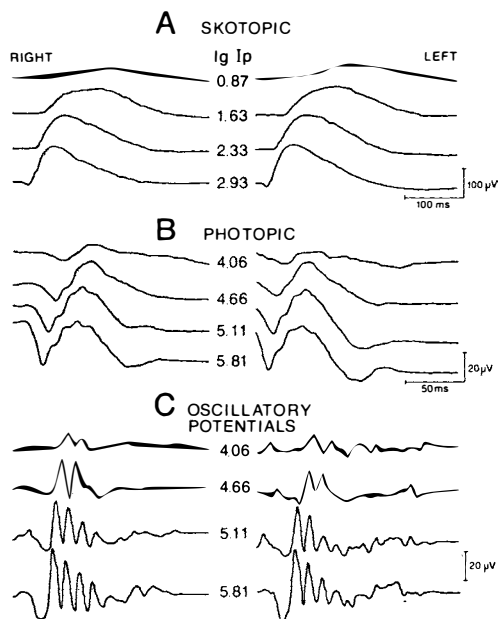 A SKOTOPIC
RIGHT lg Ip LEFT
0.87
1.63
2.33
2.93
100 µV
100 ms
B PHOTOPIC
4.06
4.66
5.11
5.81
20 µV
50 ms
C OSCILLATORY
POTENTIALS
4.06
4.66
5.11
5.81
20 µV